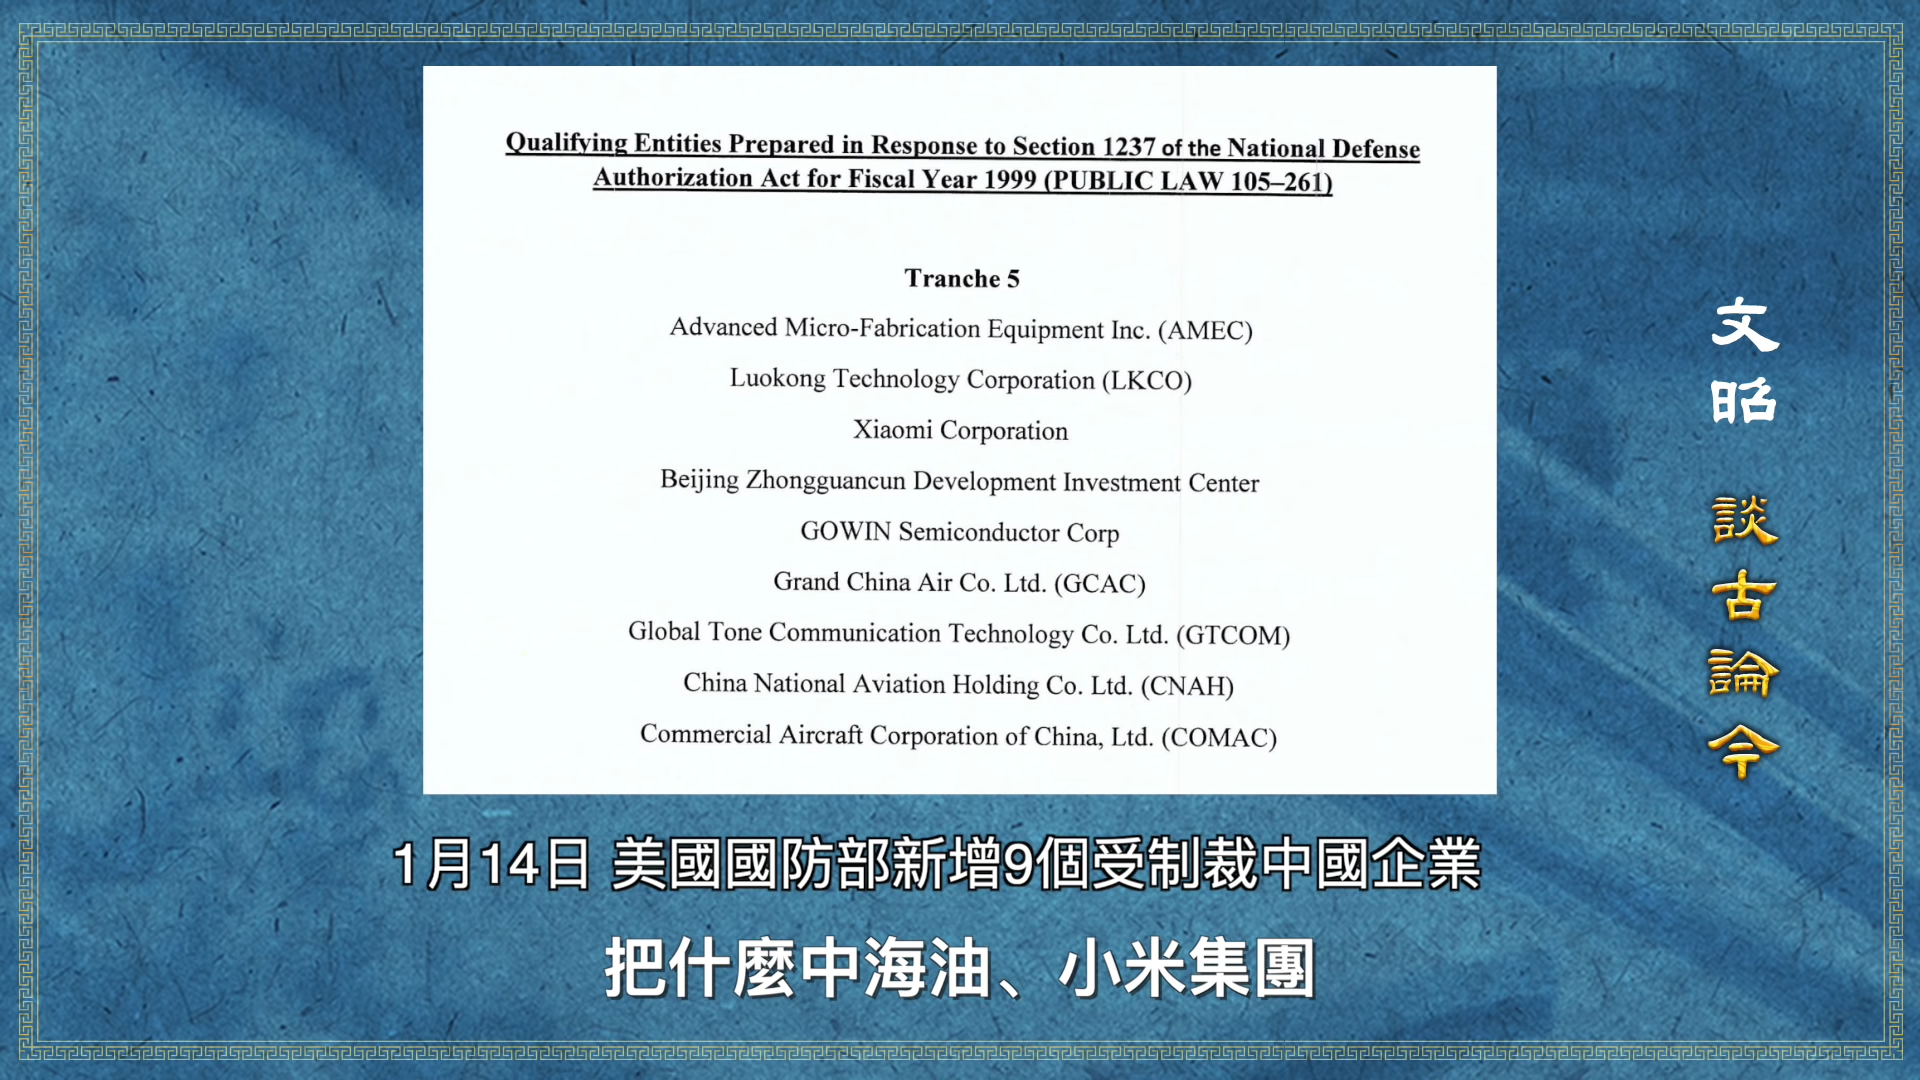 Qualifying Entities Prepared in Response to Section 1237 of the National Defense
Authorization Act for Fiscal Year 1999 (PUBLIC LAW 105–261)
Tranche 5
Advanced Micro-Fabrication Equipment Inc. (AMEC)
Luokong Technology Corporation (LKCO)
Xiaomi Corporation
Beijing Zhongguancun Development Investment Center
GOWIN Semiconductor Corp
Grand China Air Co. Ltd. (GCAC)
Global Tone Communication Technology Co. Ltd. (GTCOM)
China National Aviation Holding Co. Ltd. (CNAH)
Commercial Aircraft Corporation of China, Ltd. (COMAC)
文昭 談古論今
1月14日 美國國防部新增9個受制裁中國企業
把什麼中海油、小米集團